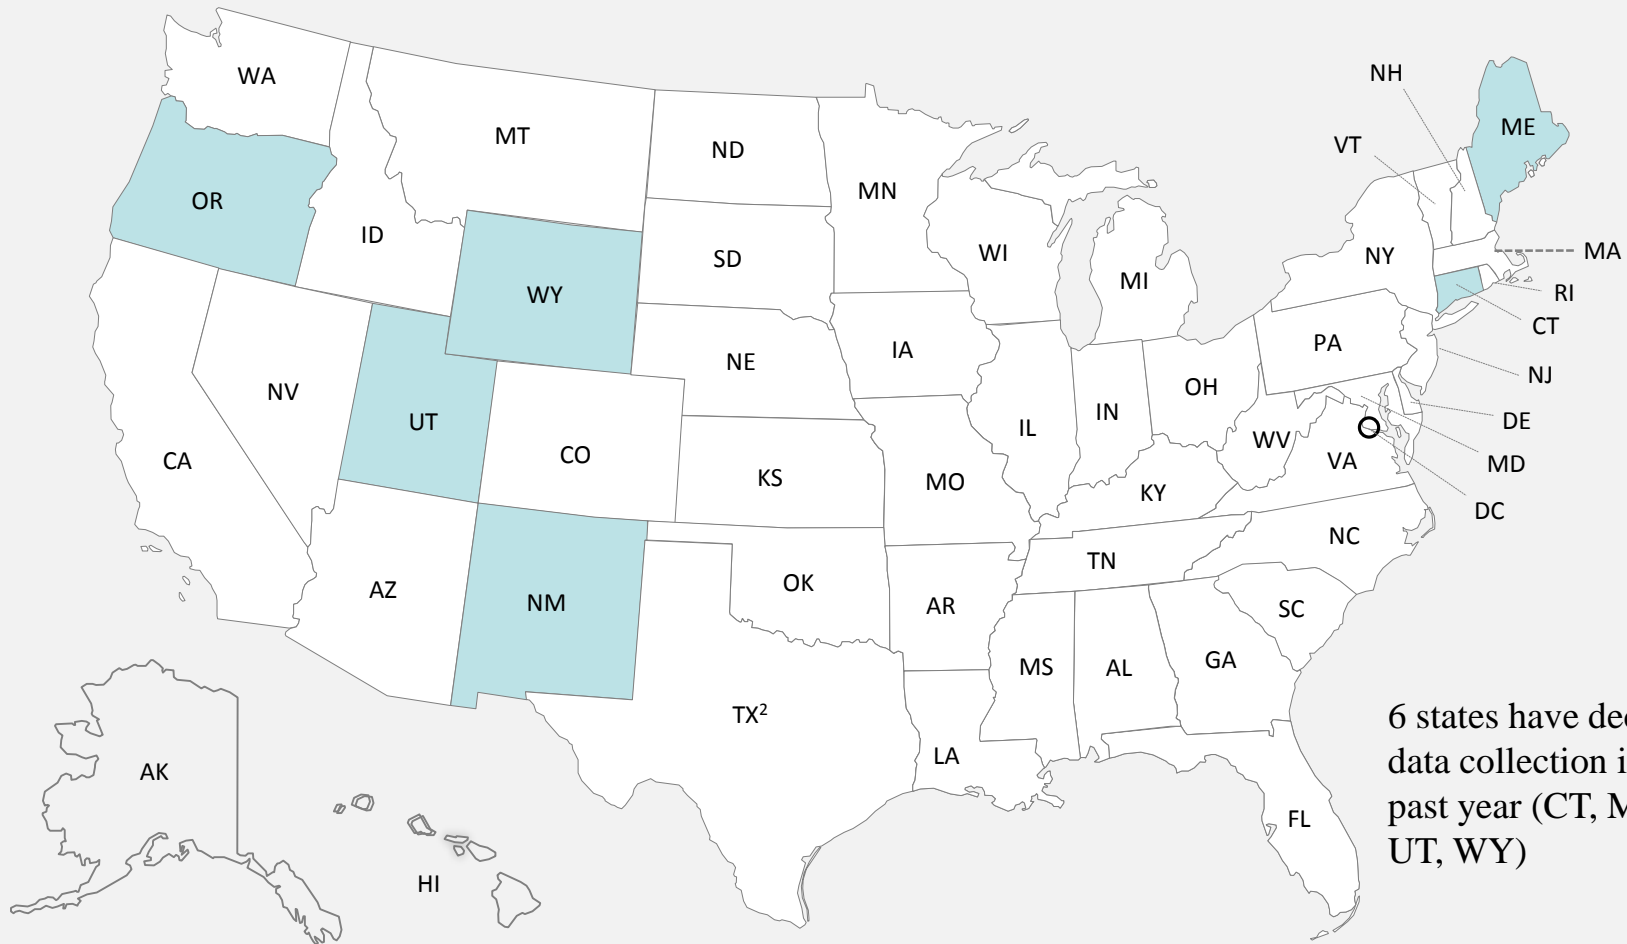 WA
NH
ME
MT
VT
ND
MN
OR
ID
WI
NY
MA
SD
MI
WY
RI
CT
PA
IA
NE
NJ
NV
OH
IN
UT
DE
IL
WV
CO
CA
VA
MD
KS
MO
KY
DC
NC
TN
OK
AZ
NM
AR
SC
MS
AL
GA
TX²
LA
AK
FL
HI
6 states have
data collection
past year (CT,
UT, WY)